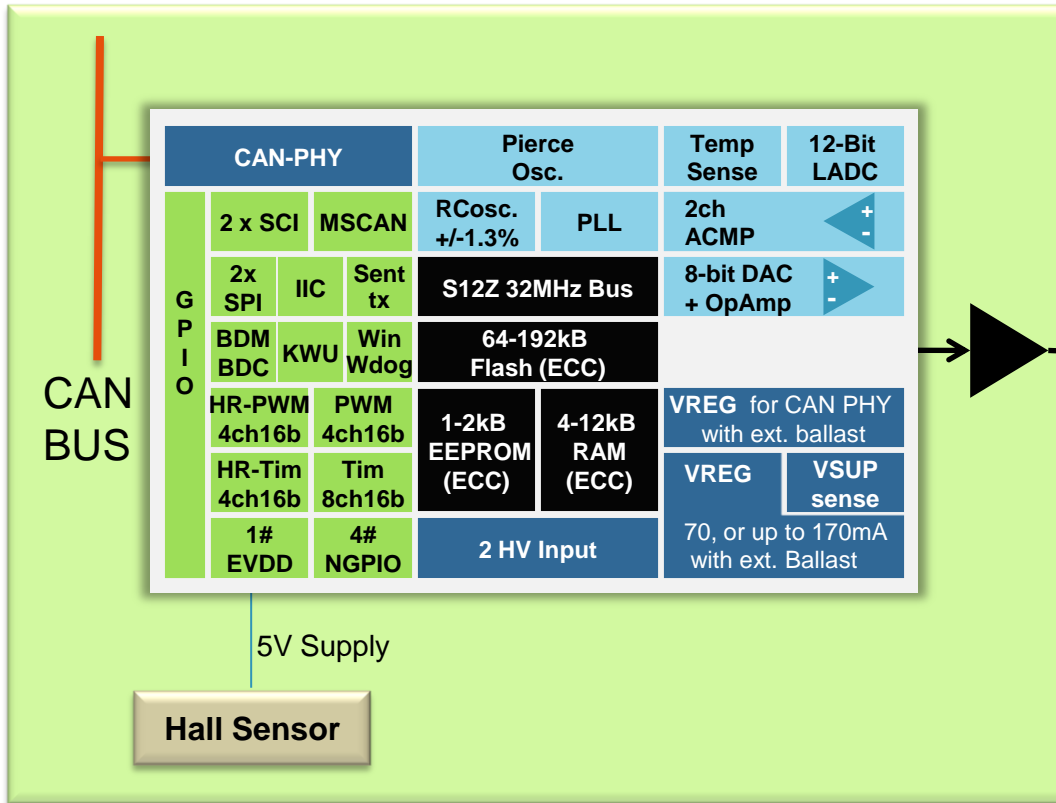 CAN-PHY
Pierce
Osc.
Temp
Sense
12-Bit
LADC
2 x SCI
MSCAN
RCosc.
+/-1.3%
PLL
2ch
ACMP
+
-
2x
SPI
IIC
Sent
tx
S12Z 32MHz Bus
8-bit DAC
+ OpAmp
+
-
G
P
I
O
BDM
BDC
KWU
Win
Wdog
64-192kB
Flash (ECC)
CAN
BUS
HR-PWM
4ch16b
PWM
4ch16b
1-2kB
EEPROM
(ECC)
4-12kB
RAM
(ECC)
VREG for CAN PHY
with ext. ballast
HR-Tim
4ch16b
Tim
8ch16b
VREG
VSUP
sense
1#
EVDD
4#
NGPIO
2 HV Input
70, or up to 170mA
with ext. Ballast
5V Supply
Hall Sensor